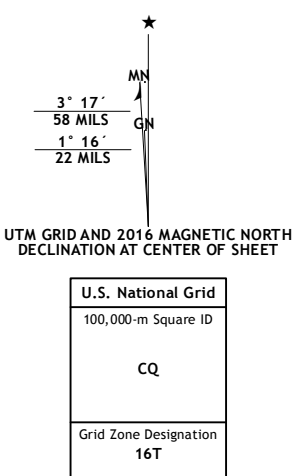 ★
MN
3° 17´
58 MILS
GN
1° 16´
22 MILS
UTM GRID AND 2016 MAGNETIC NORTH
DECLINATION AT CENTER OF SHEET
U.S. National Grid
100,000-m Square ID
CQ
Grid Zone Designation
16T